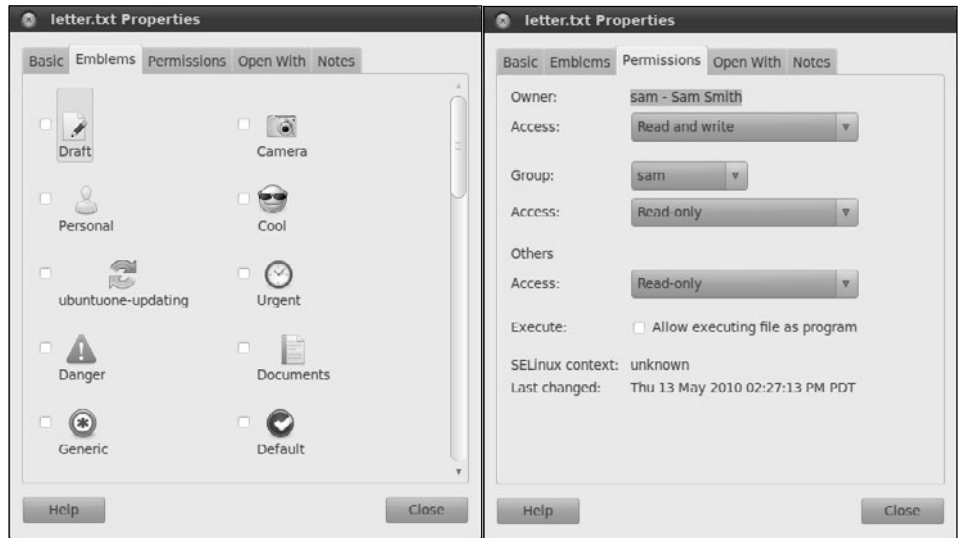 letter.txt Properties
Basic Emblems Permissions Open With Notes
Draft
Camera
Personal
Cool
ubuntuone-updating
Urgent
Danger
Documents
Generic
Default
Help Close
letter.txt Properties
Basic Emblems Permissions Open With Notes
Owner: sam - Sam Smith
Access: Read and write
Group: sam
Access: Read-only
Others
Access: Read-only
Execute: Allow executing file as program
SELinux context: unknown
Last changed: Thu 13 May 2010 02:27:13 PM PDT
Help Close